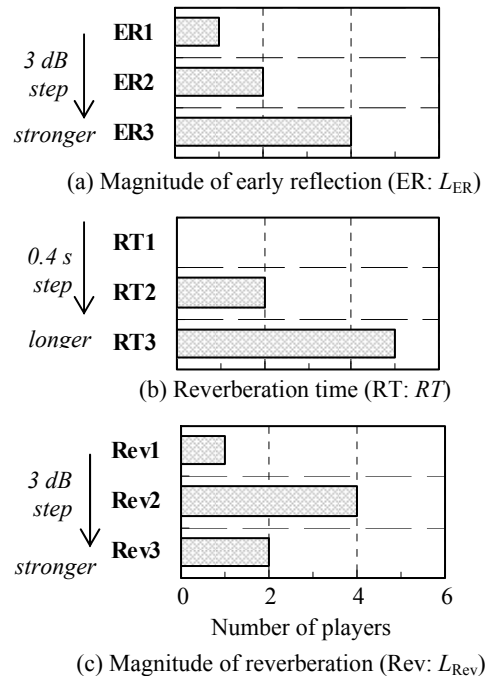 ER1
3 dB
step
ER2
stronger
ER3
(a) Magnitude of early reflection (ER: L_ER)
RT1
0.4 s
step
RT2
longer
RT3
(b) Reverberation time (RT: RT)
Rev1
3 dB
step
Rev2
stronger
Rev3
0 2 4 6
Number of players
(c) Magnitude of reverberation (Rev: L_Rev)